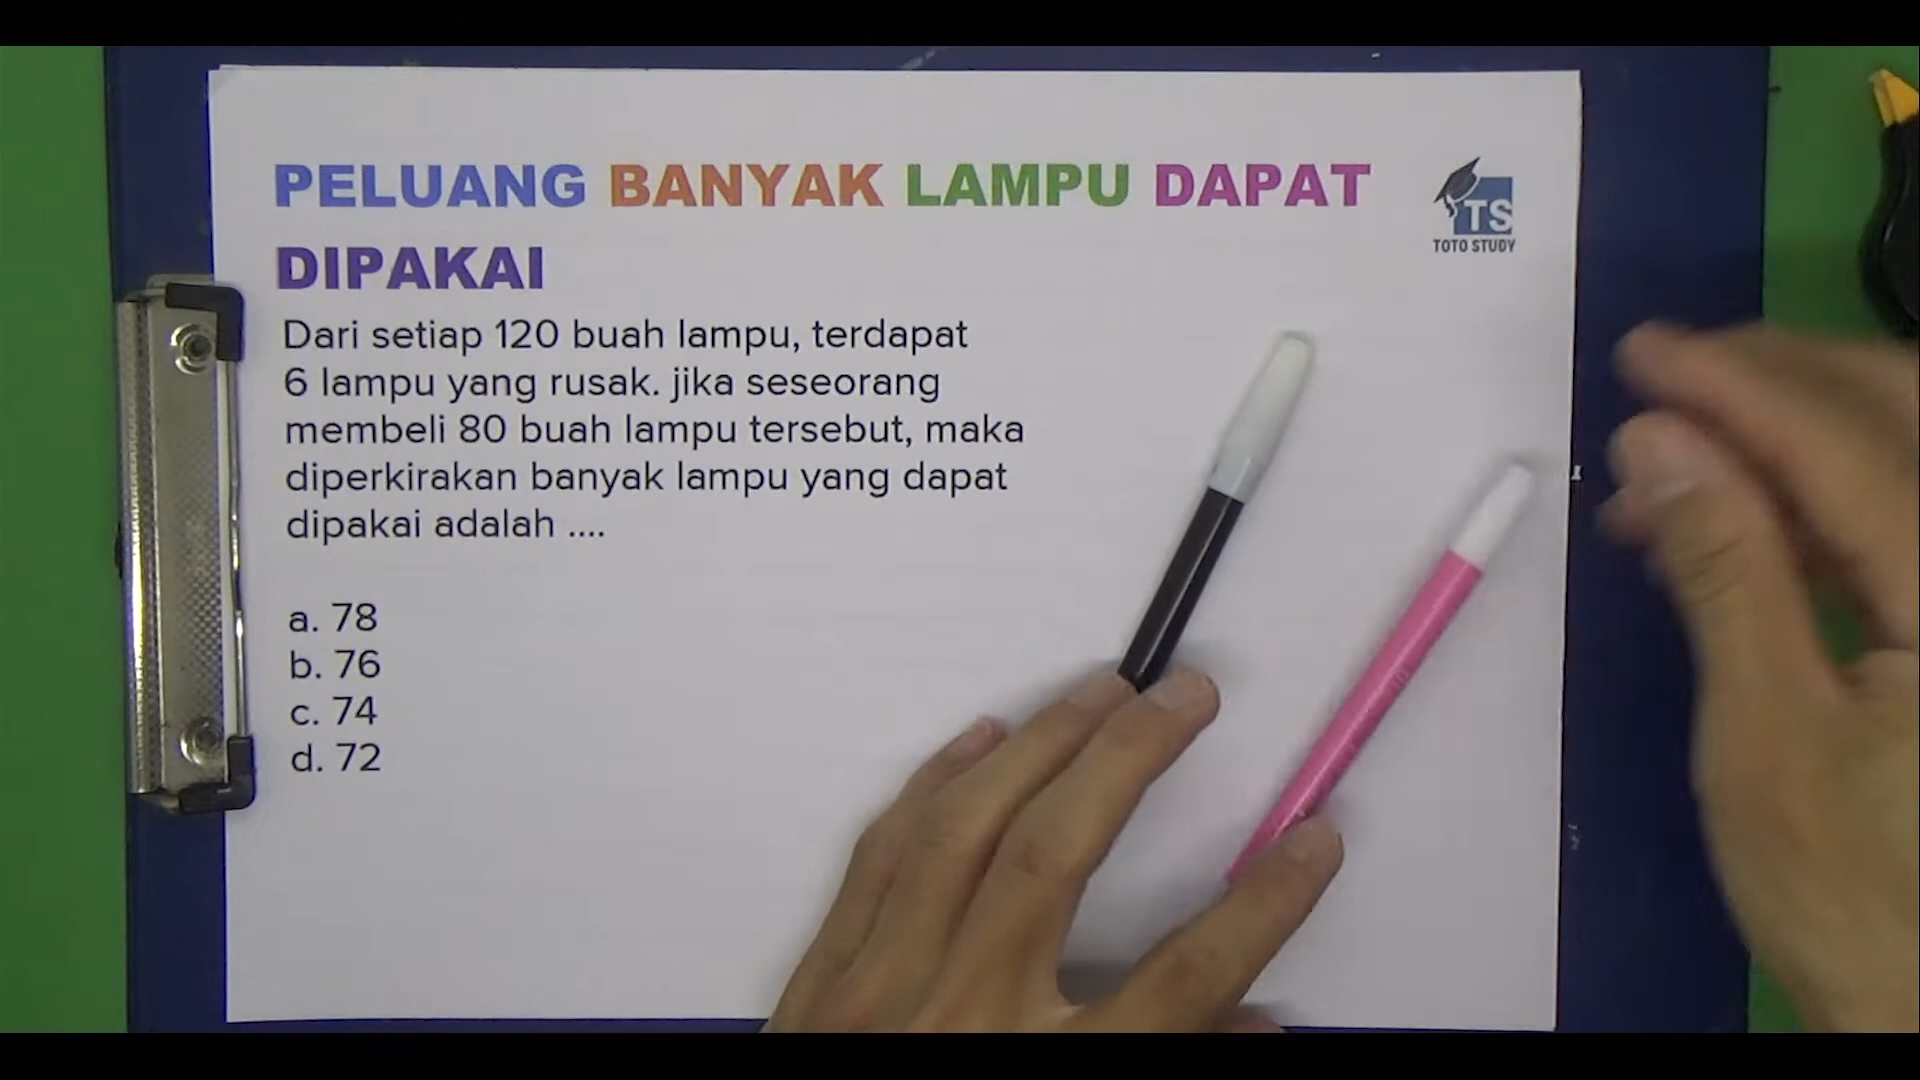 PELUANG BANYAK LAMPU DAPAT
DIPAKAI
TS
TOTO STUDY
Dari setiap 120 buah lampu, terdapat
6 lampu yang rusak. jika seseorang
membeli 80 buah lampu tersebut, maka
diperkirakan banyak lampu yang dapat
dipakai adalah ....
a. 78
b. 76
c. 74
d. 72